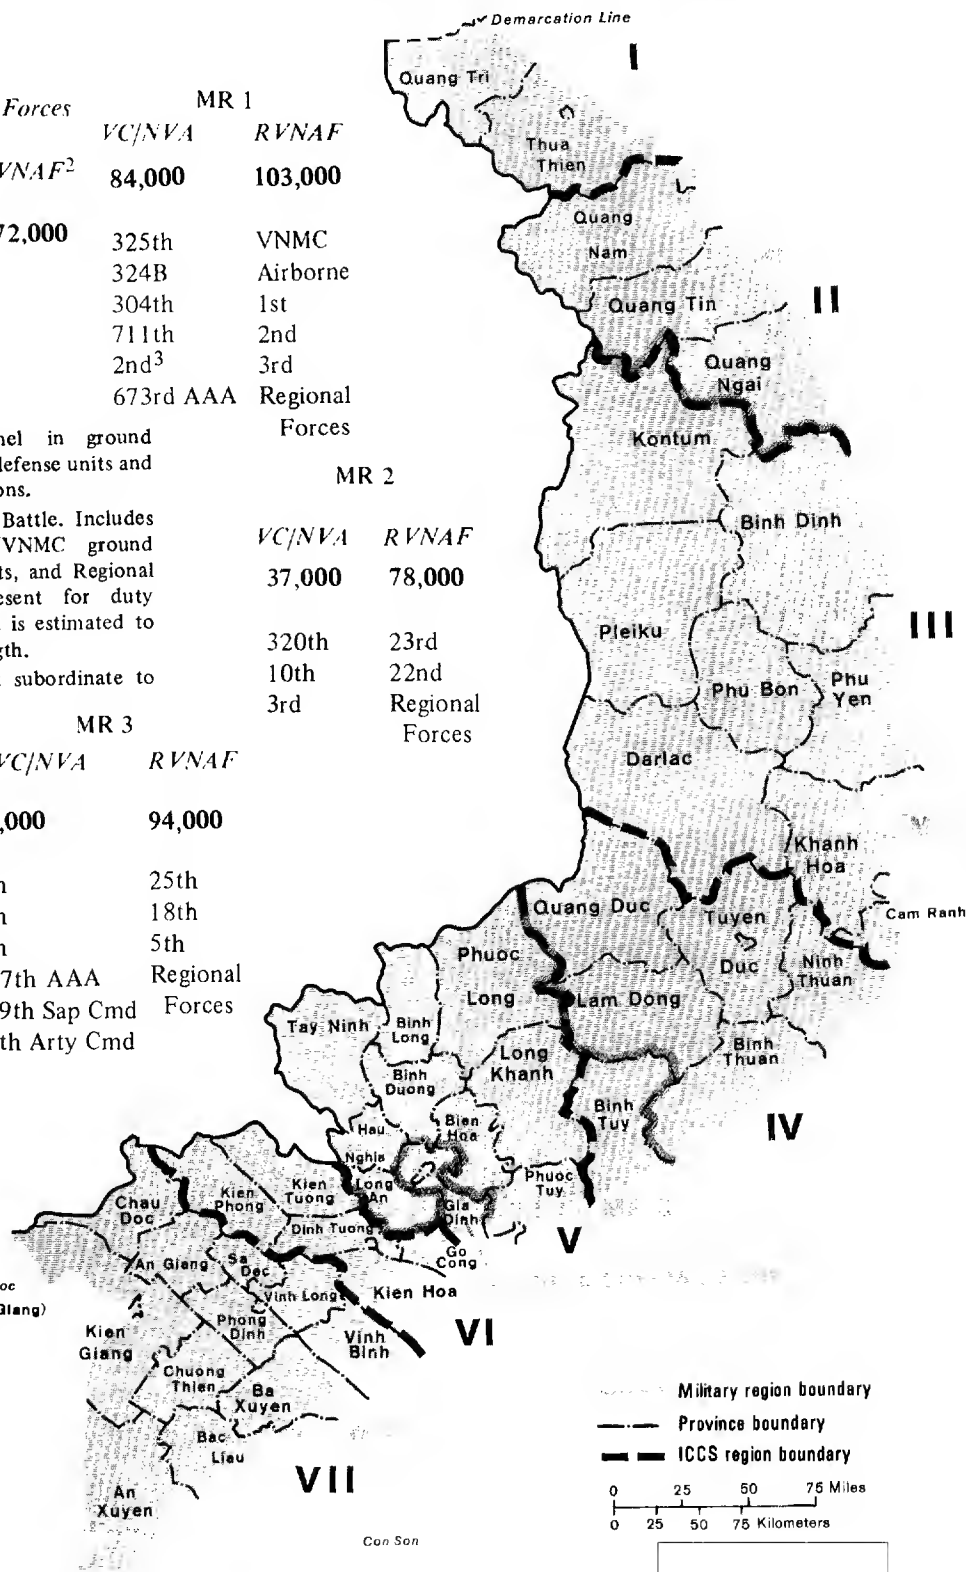 Demarcation Line
I
Quang Tri
Forces
MR 1
VC/NVA RVNAF
VNAF²
84,000 103,000
Thua
Thien
72,000
325th VNMC
324B Airborne
304th 1st
711th 2nd
2nd³ 3rd
673rd AAA Regional
Forces
Quang
Nam
Quang Tin
II
Quang
Ngai
Kontum
nel in ground
defense units and
ons.
Battle. Includes
VNMC ground
ts, and Regional
esent for duty
is estimated to
gth.
subordinate to
MR 2
VC/NVA RVNAF
37,000 78,000
320th 23rd
10th 22nd
3rd Regional
Forces
Binh Dinh
Pleiku
III
Phu Bon
Phu
Yen
Darlac
MR 3
VC/NVA RVNAF
,000 94,000
h 25th
h 18th
h 5th
7th AAA Regional
9th Sap Cmd Forces
th Arty Cmd
Khanh
Hoa
Cam Ranh
Quang Duc
Tuyen
Duc
Ninh
Thuan
Phuoc
Long
Lam Dong
Binh
Thuan
Tay Ninh
Binh
Long
Long
Khanh
Binh
Duong
Binh
Tuy
IV
Hau
Nghia
Bien
Hoa
Long
An
Phuoc
Tuy
Gia
Dinh
V
Chau
Doc
Kien
Phong
Kien
Tuong
Dinh Tuong
Go
Cong
An Giang
Sa
Dec
Vinh Long
Kien Hoa
oc
Giang)
Kien
Giang
Phong
Dinh
Vinh
Binh
VI
Chuong
Thien
Ba
Xuyen
Bac
Liau
VII
An
Xuyen
Con Son
Military region boundary
Province boundary
ICCS region boundary
0 25 50 75 Miles
0 25 50 75 Kilometers